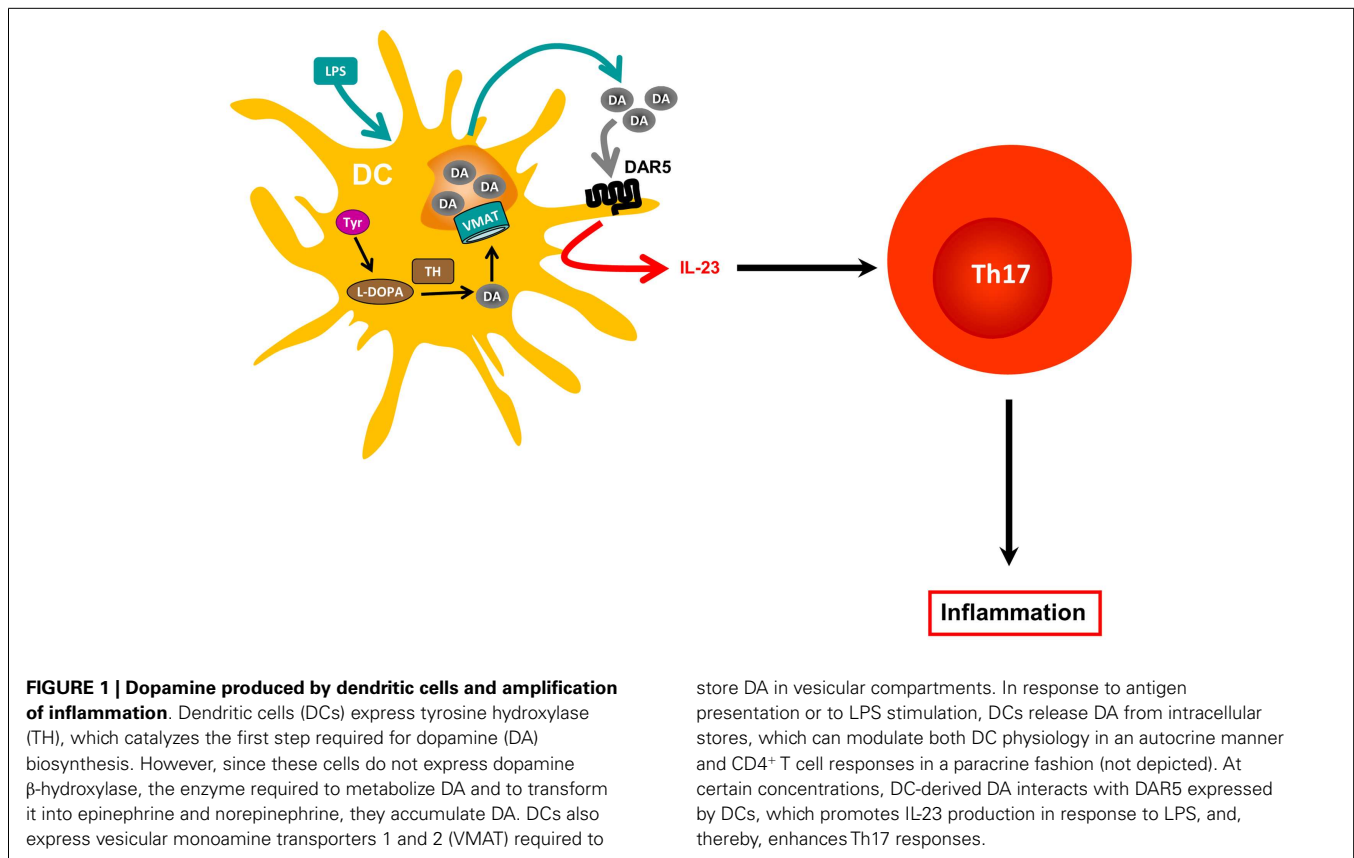 LPS
DA
DA
DA
DC
DA
DA
DA
DAR5
VMAT
Tyr
TH
L-DOPA
DA
IL-23
Th17
Inflammation
FIGURE 1 | Dopamine produced by dendritic cells and amplification
of inflammation. Dendritic cells (DCs) express tyrosine hydroxylase
(TH), which catalyzes the first step required for dopamine (DA)
biosynthesis. However, since these cells do not express dopamine
β-hydroxylase, the enzyme required to metabolize DA and to transform
it into epinephrine and norepinephrine, they accumulate DA. DCs also
express vesicular monoamine transporters 1 and 2 (VMAT) required to
store DA in vesicular compartments. In response to antigen
presentation or to LPS stimulation, DCs release DA from intracellular
stores, which can modulate both DC physiology in an autocrine manner
and CD4⁺ T cell responses in a paracrine fashion (not depicted). At
certain concentrations, DC-derived DA interacts with DAR5 expressed
by DCs, which promotes IL-23 production in response to LPS, and,
thereby, enhances Th17 responses.